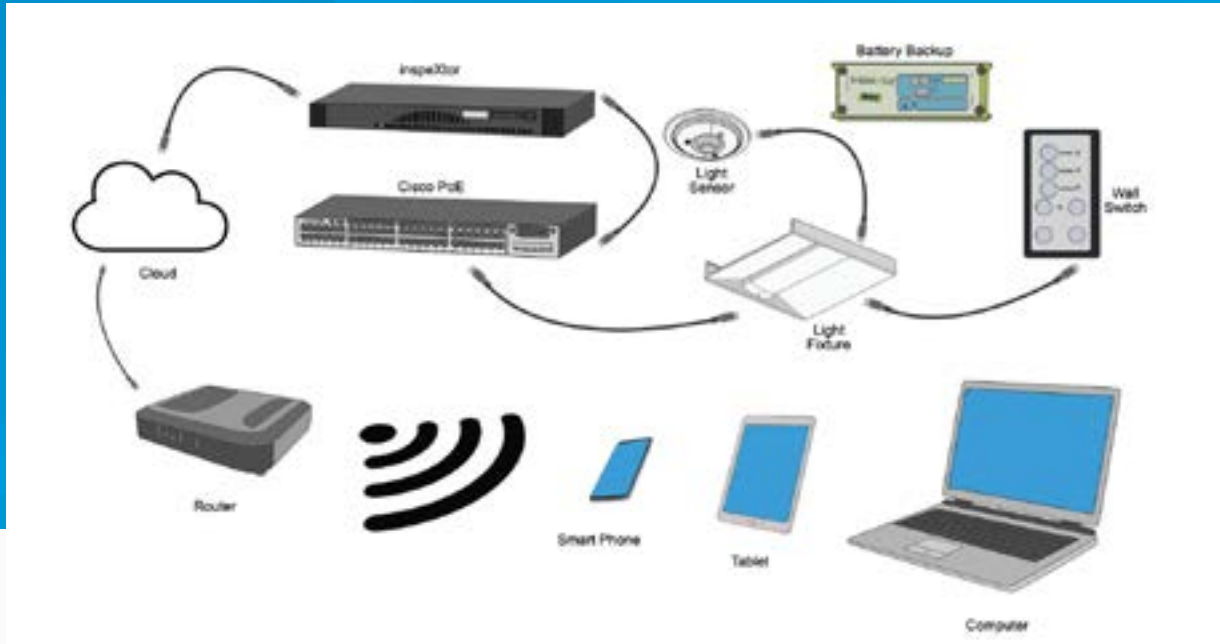 inspeXtor
Battery Backup
Light
Sensor
Cisco PoE
Wall
Switch
Cloud
Light
Fixture
Router
Smart Phone
Tablet
Computer